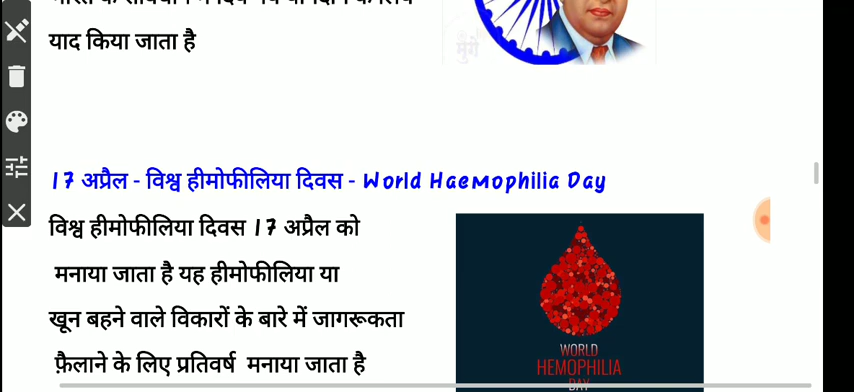 याद किया जाता है
17 अप्रैल - विश्व हीमोफीलिया दिवस - World Haemophilia Day
विश्व हीमोफीलिया दिवस 17 अप्रैल को
मनाया जाता है यह हीमोफीलिया या
खून बहने वाले विकारों के बारे में जागरूकता
फ़ैलाने के लिए प्रतिवर्ष मनाया जाता है
WORLD
HEMOPHILIA
DAY